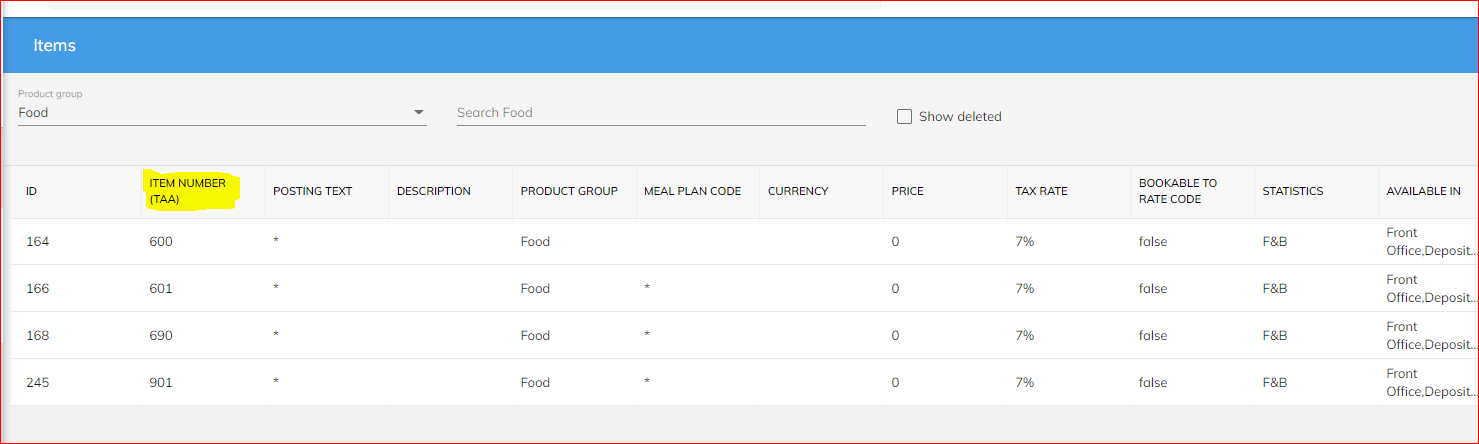 Items
Product group
Food
Search Food
Show deleted
ID ITEM NUMBER (TAA) POSTING TEXT DESCRIPTION PRODUCT GROUP MEAL PLAN CODE CURRENCY PRICE TAX RATE BOOKABLE TO RATE CODE STATISTICS AVAILABLE IN
164 600 * Food 0 7% false F&B Front Office,Deposit...
166 601 * Food * 0 7% false F&B Front Office,Deposit...
168 690 * Food * 0 7% false F&B Front Office,Deposit...
245 901 * Food * 0 7% false F&B Front Office,Deposit...